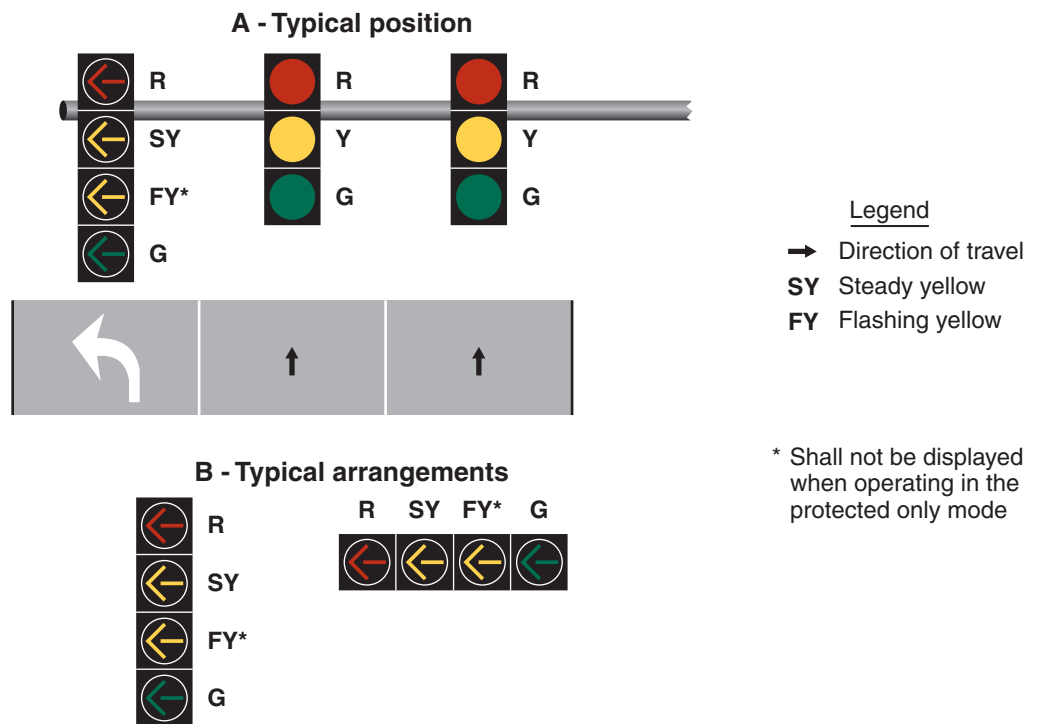 A - Typical position
R R R
SY Y Y
FY* G G
G
Legend
Direction of travel
SY Steady yellow
FY Flashing yellow
* Shall not be displayed
when operating in the
protected only mode
B - Typical arrangements
R
SY
FY*
G
R SY FY* G